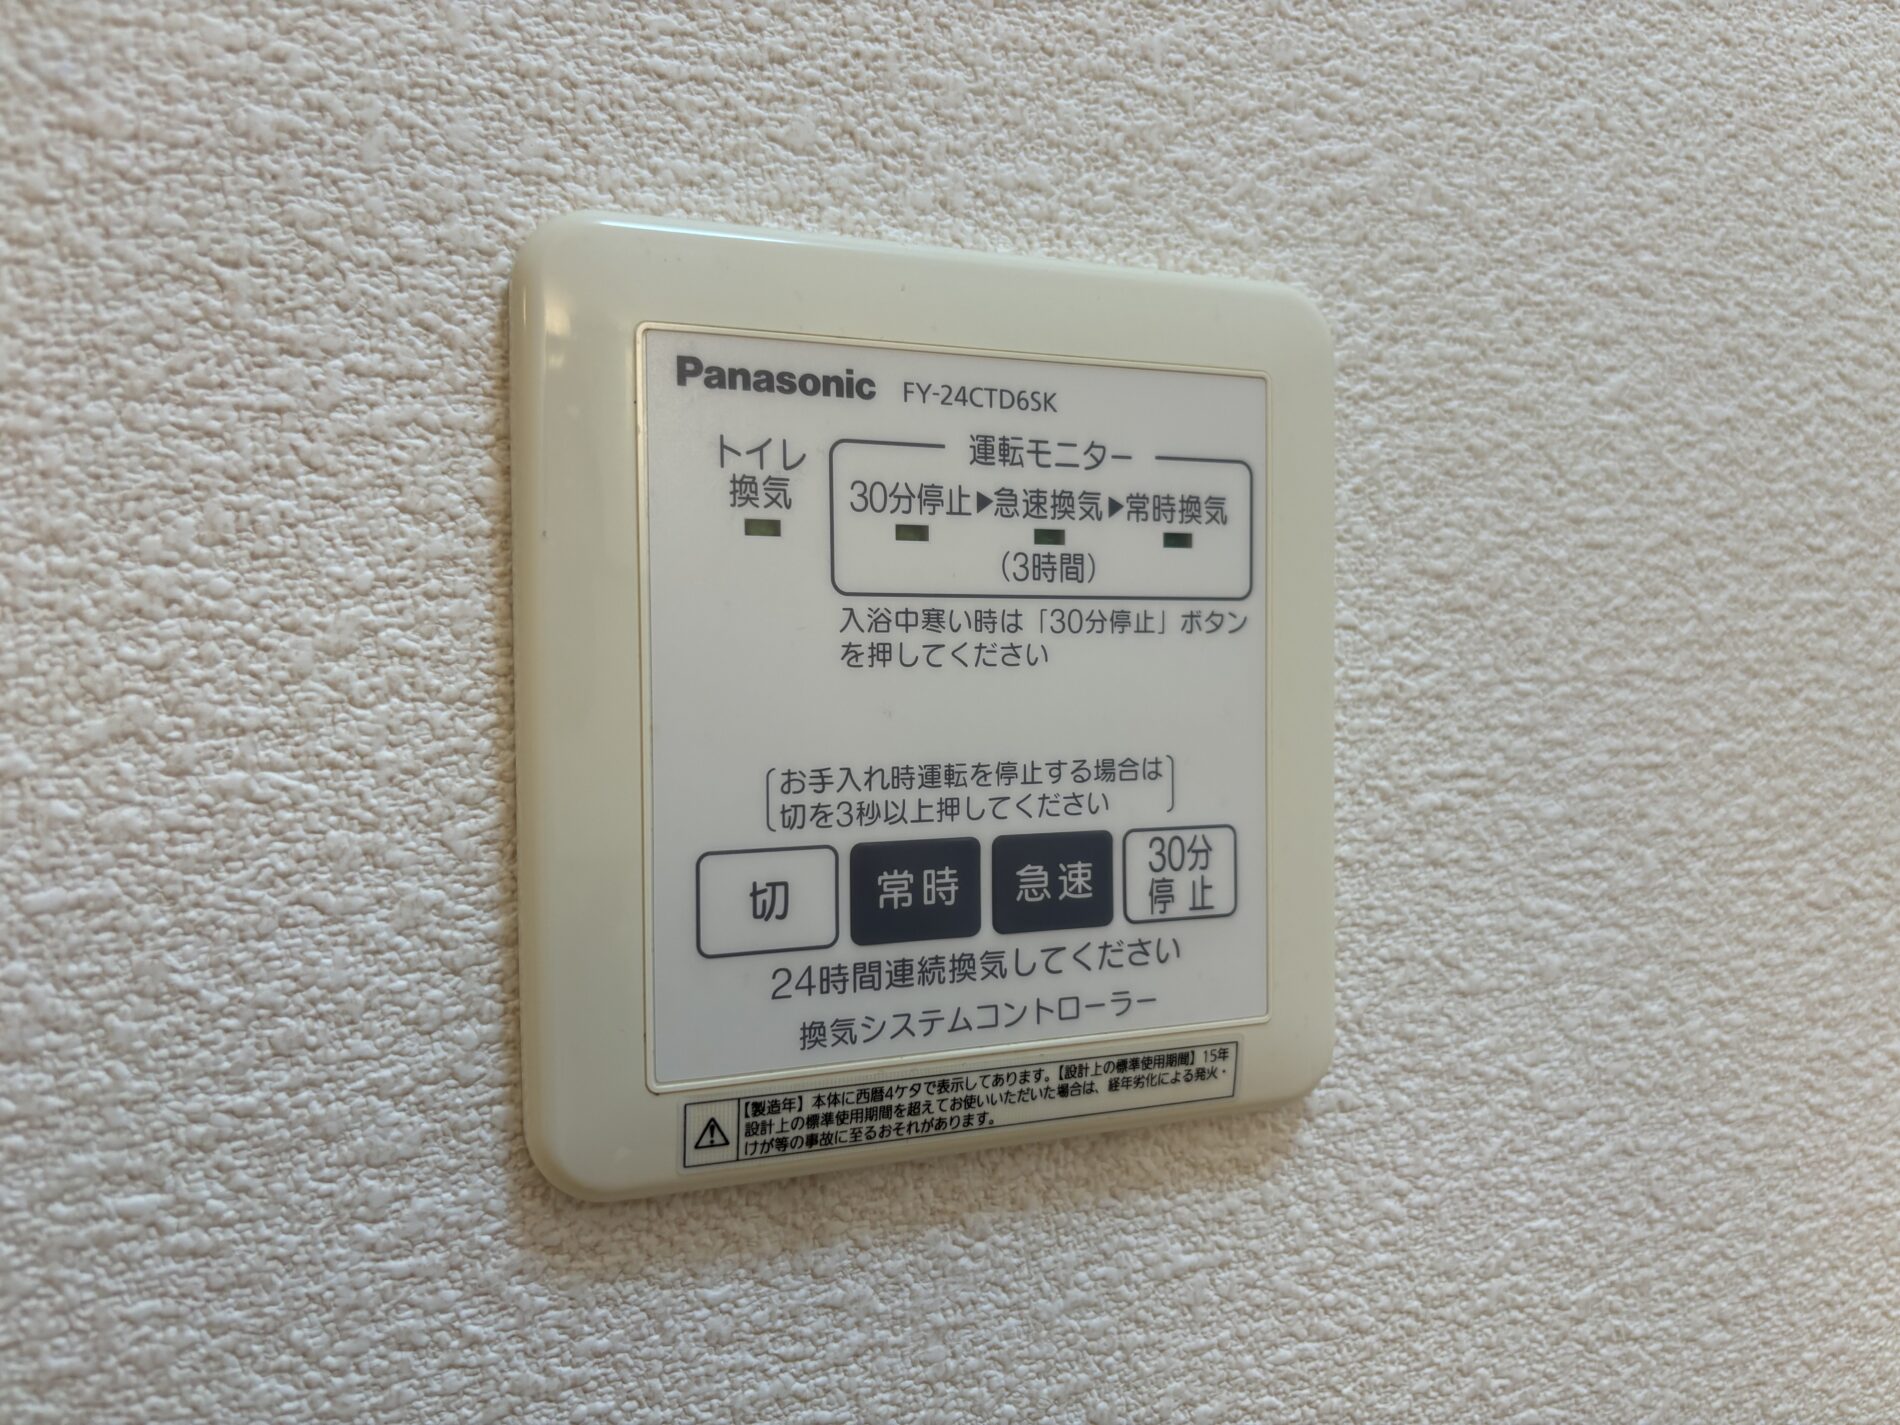 Panasonic FY-24CTD6SK
トイレ
換気
運転モニター
30分停止▶急速換気▶常時換気
(3時間)
入浴中寒い時は「30分停止」ボタン
を押してください
お手入れ時運転を停止する場合は
切を3秒以上押してください
切
常時
急速
30分
停止
24時間連続換気してください
換気システムコントローラー
【製造年】本体に西暦4ケタで表示してあります。【設計上の標準使用期間】15年
設計上の標準使用期間を超えてお使いいただいた場合は、経年劣化による発火・
けが等の事故に至るおそれがあります。